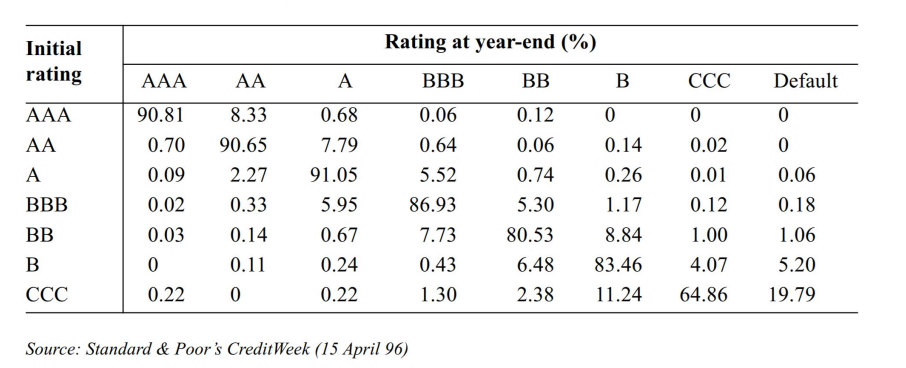 Initial rating Rating at year-end (%)
AAA AA A BBB BB B CCC Default
AAA 90.81 8.33 0.68 0.06 0.12 0 0 0
AA 0.70 90.65 7.79 0.64 0.06 0.14 0.02 0
A 0.09 2.27 91.05 5.52 0.74 0.26 0.01 0.06
BBB 0.02 0.33 5.95 86.93 5.30 1.17 0.12 0.18
BB 0.03 0.14 0.67 7.73 80.53 8.84 1.00 1.06
B 0 0.11 0.24 0.43 6.48 83.46 4.07 5.20
CCC 0.22 0 0.22 1.30 2.38 11.24 64.86 19.79
Source: Standard & Poor's CreditWeek (15 April 96)